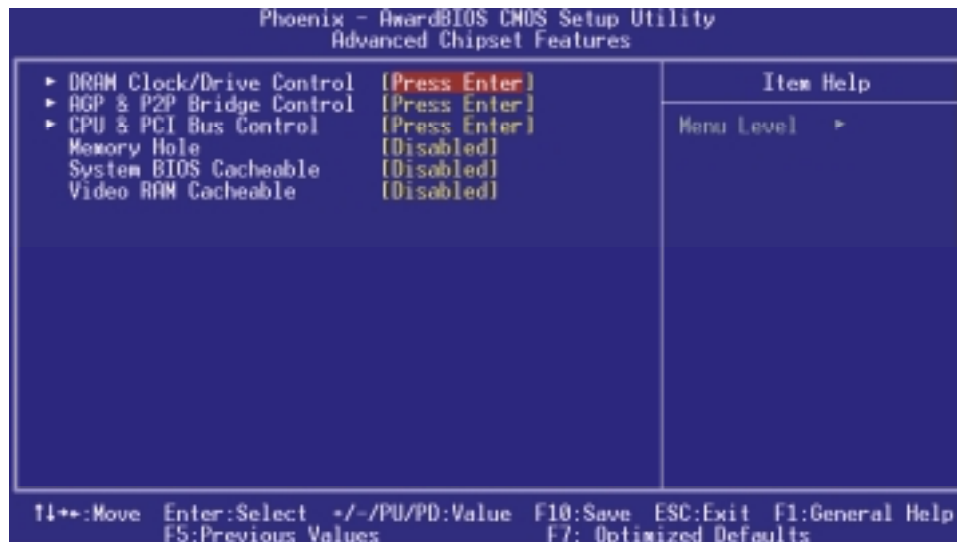 Phoenix - AwardBIOS CMOS Setup Utility
Advanced Chipset Features
► DRAM Clock/Drive Control [Press Enter]
► AGP & P2P Bridge Control [Press Enter]
► CPU & PCI Bus Control [Press Enter]
Memory Hole [Disabled]
System BIOS Cacheable [Disabled]
Video RAM Cacheable [Disabled]
Item Help
Menu Level ►
↑↓→←:Move Enter:Select +/-/PU/PD:Value F10:Save ESC:Exit F1:General Help
F5:Previous Values F7: Optimized Defaults